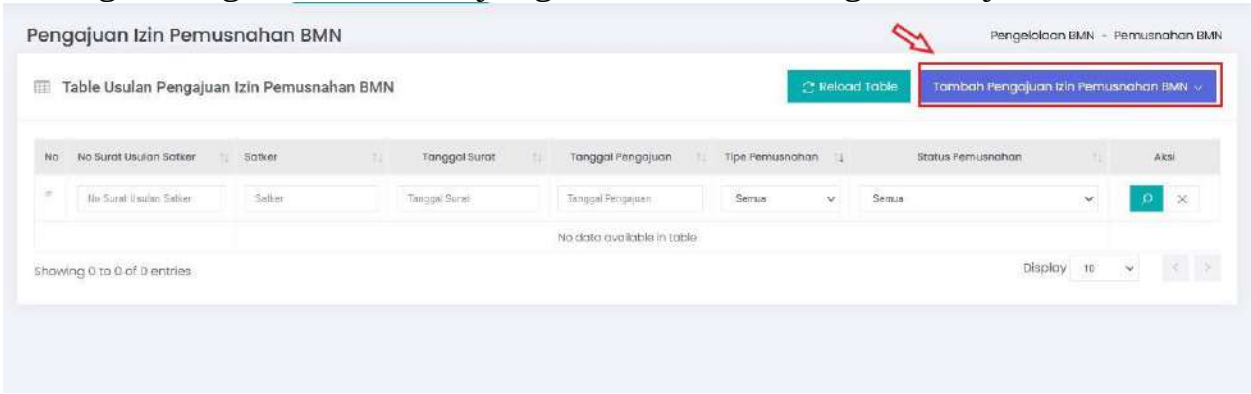 Pengajuan Izin Pemusnahan BMN
Pengelolaan BMN - Pemusnahan BMN
Table Usulan Pengajuan Izin Pemusnahan BMN
Reload Table
Tambah Pengajuan Izin Pemusnahan BMN
No No Surat Usulan Satker Satker Tanggal Surat Tanggal Pengajuan Tipe Pemusnahan Status Pemusnahan Aksi
No Surat Usulan Satker Satker Tanggal Surat Tanggal Pengajuan Semua Semua
No data available in table
Showing 0 to 0 of 0 entries
Display 10